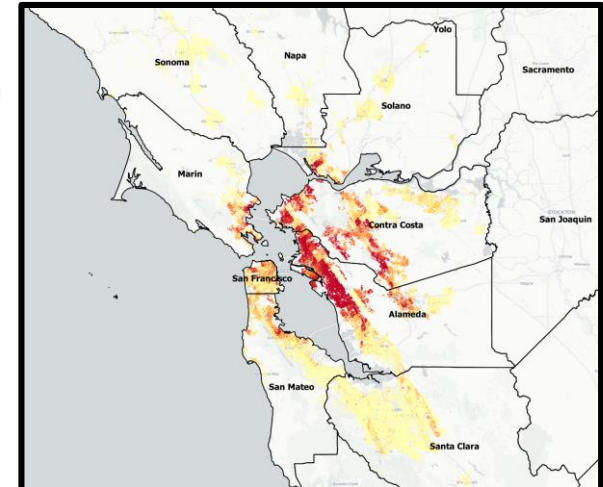 Yolo
Napa
Sonoma
Sacramento
Solano
Marin
San Joaquin
Contra Costa
San Francisco
Alameda
San Mateo
Santa Clara